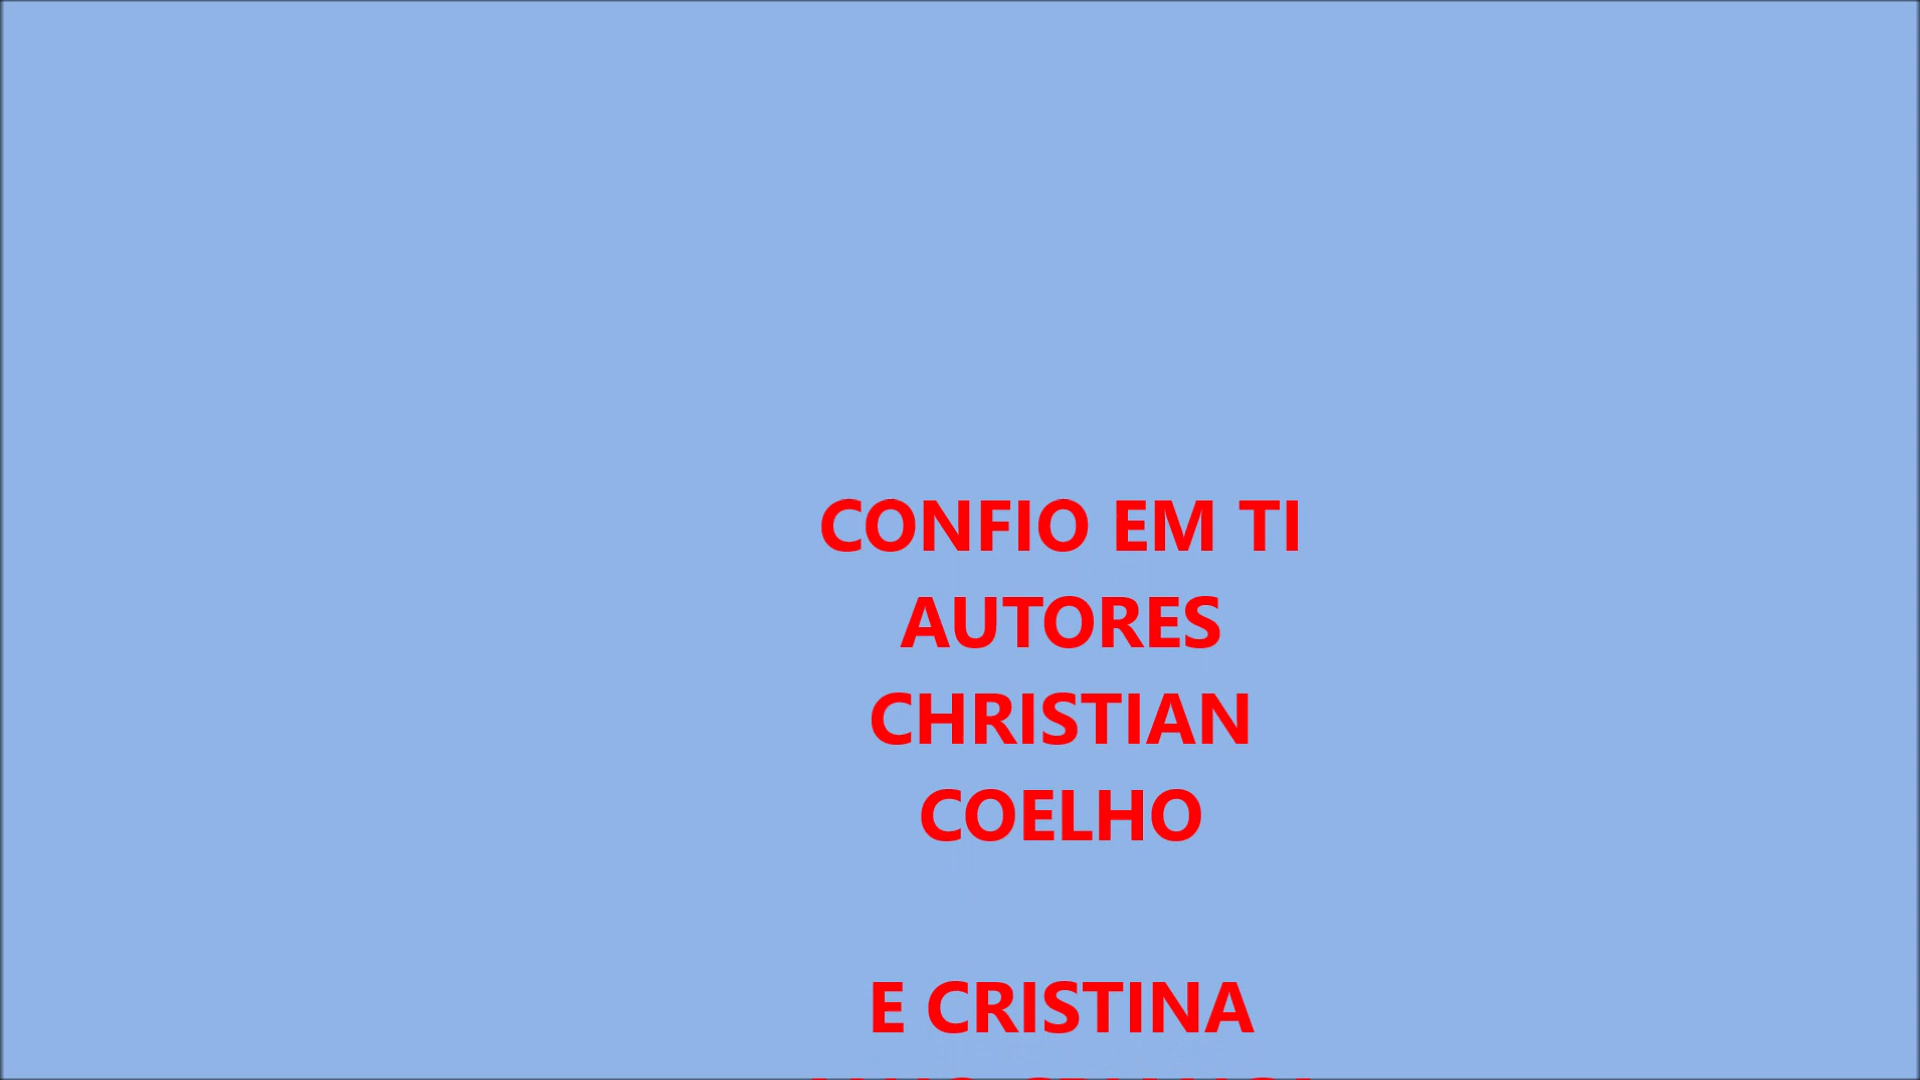 CONFIO EM TI
AUTORES
CHRISTIAN
COELHO
E CRISTINA